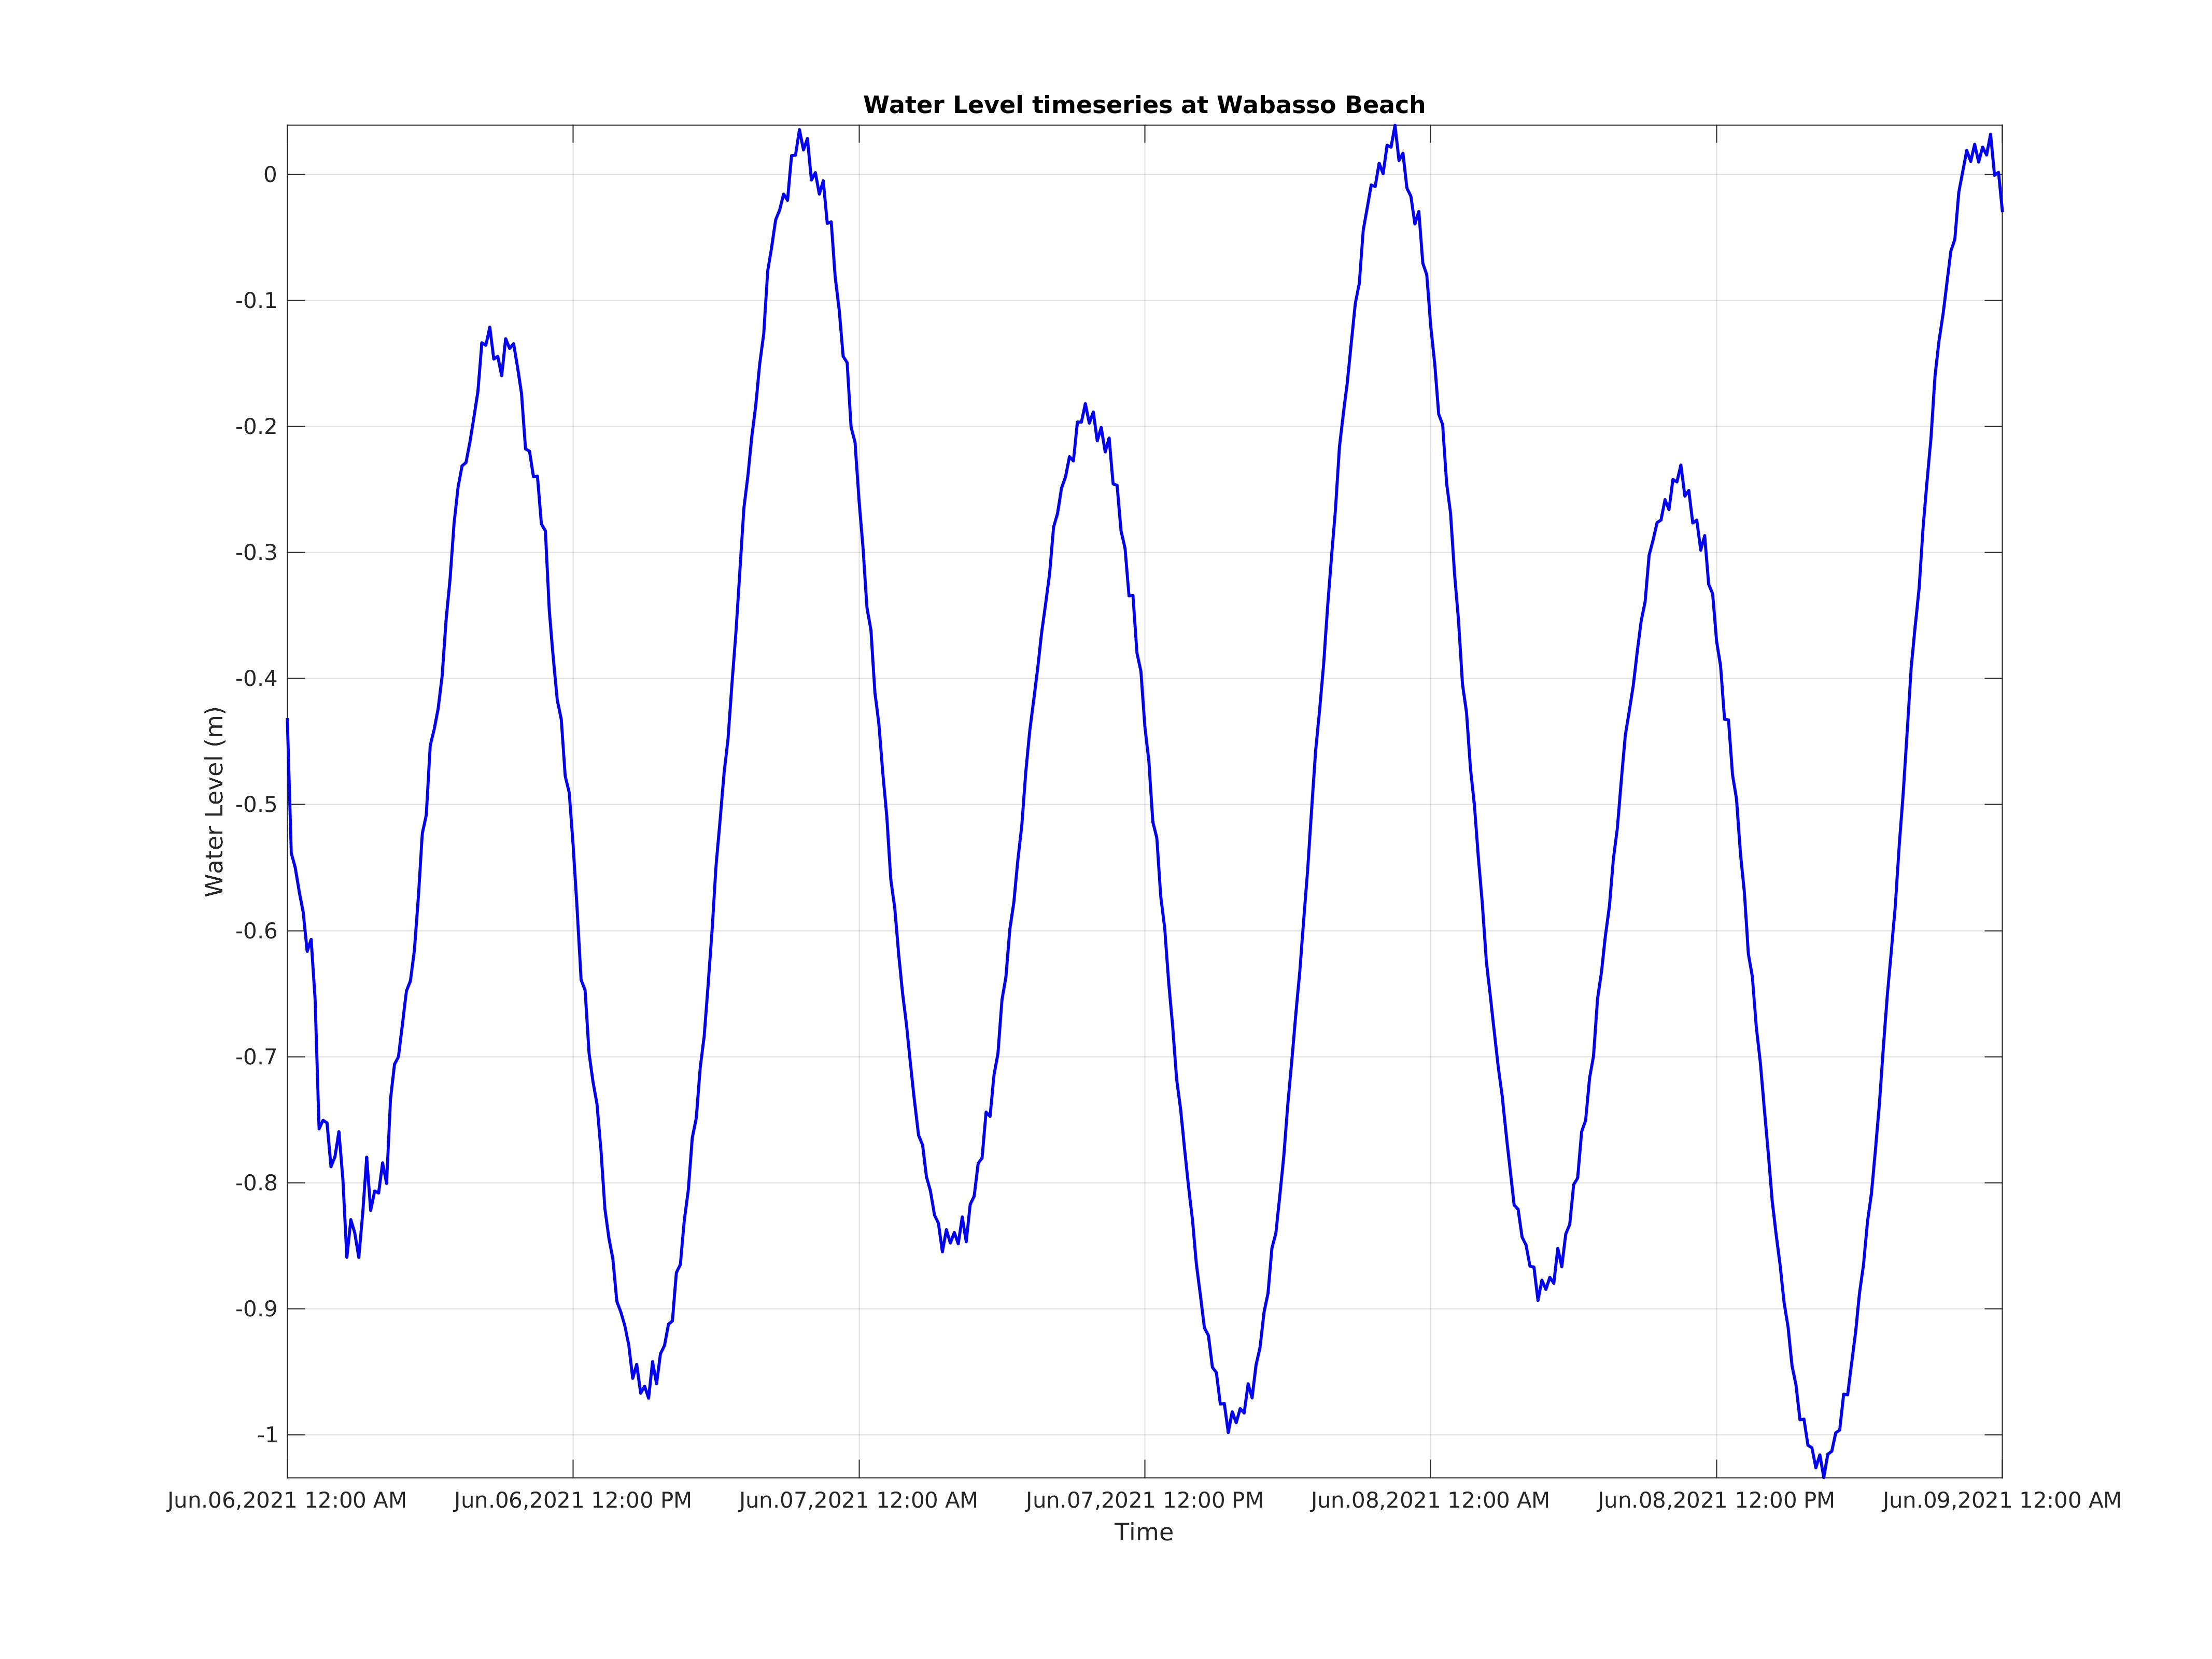 Water Level timeseries at Wabasso Beach
0
-0.1
-0.2
-0.3
-0.4
-0.5
-0.6
-0.7
-0.8
-0.9
-1
Water Level (m)
Jun.06,2021 12:00 AM
Jun.06,2021 12:00 PM
Jun.07,2021 12:00 AM
Jun.07,2021 12:00 PM
Jun.08,2021 12:00 AM
Jun.08,2021 12:00 PM
Jun.09,2021 12:00 AM
Time